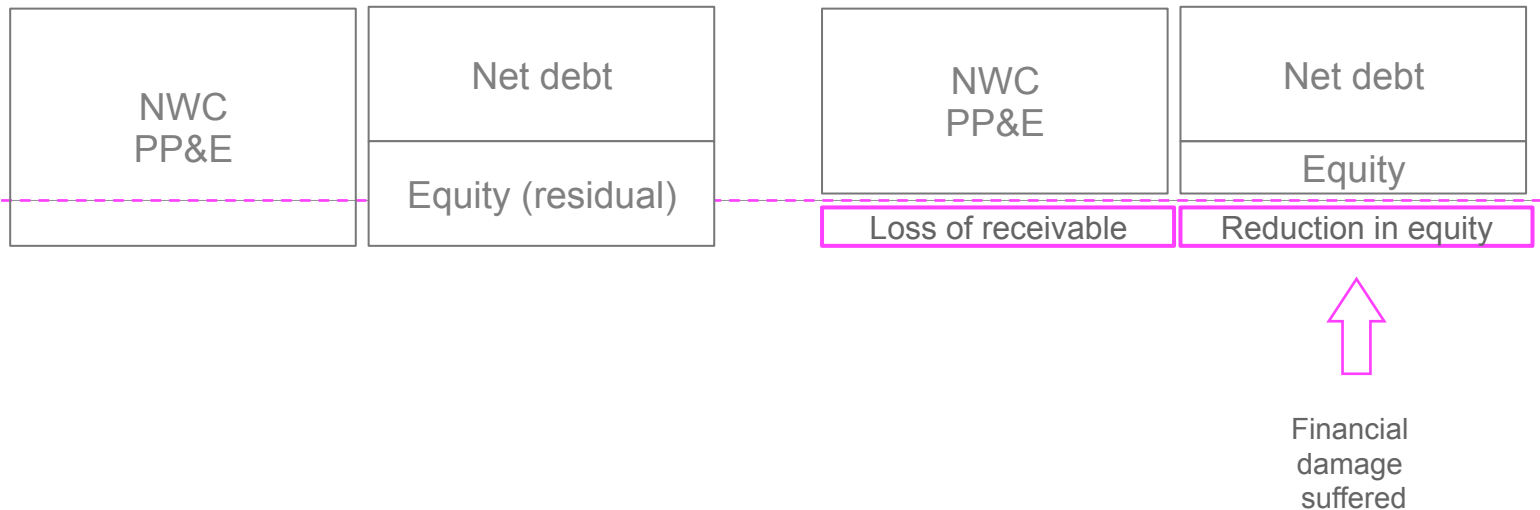 NWC
PP&E
Net debt
Equity (residual)
NWC
PP&E
Net debt
Equity
Loss of receivable
Reduction in equity
Financial
damage
suffered